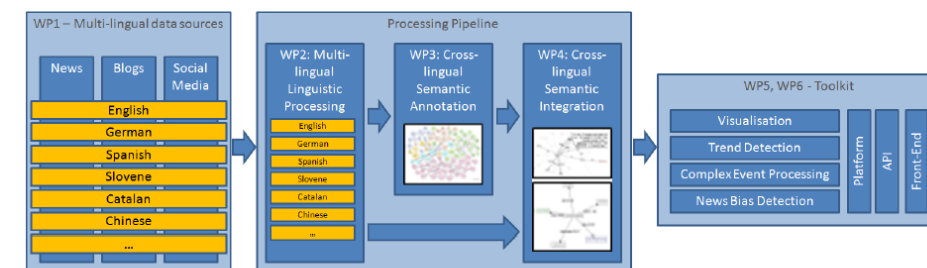 WP1 – Multi-lingual data sources
News
Blogs
Social
Media
English
German
Spanish
Slovene
Catalan
Chinese
...
Processing Pipeline
WP2: Multi-
lingual
Linguistic
Processing
English
German
Spanish
Slovene
Catalan
Chinese
...
WP3: Cross-
lingual
Semantic
Annotation
WP4: Cross-
lingual
Semantic
Integration
WP5, WP6 - Toolkit
Visualisation
Trend Detection
Complex Event Processing
News Bias Detection
Platform
API
Front-End